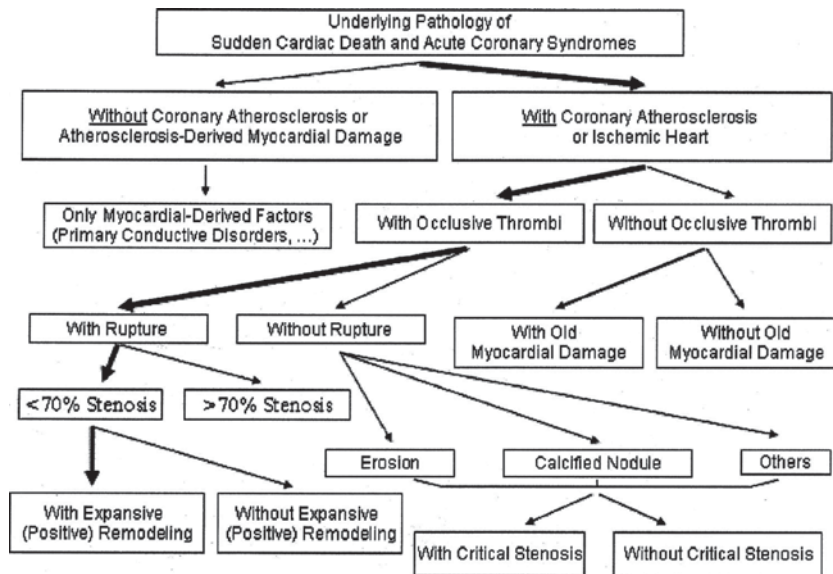 Underlying Pathology of
Sudden Cardiac Death and Acute Coronary Syndromes
Without Coronary Atherosclerosis or
Atherosclerosis-Derived Myocardial Damage
With Coronary Atherosclerosis
or Ischemic Heart
Only Myocardial-Derived Factors
(Primary Conductive Disorders, ...)
With Occlusive Thrombi
Without Occlusive Thrombi
With Rupture
Without Rupture
With Old
Myocardial Damage
Without Old
Myocardial Damage
<70% Stenosis
>70% Stenosis
Erosion
Calcified Nodule
Others
With Expansive
(Positive) Remodeling
Without Expansive
(Positive) Remodeling
With Critical Stenosis
Without Critical Stenosis